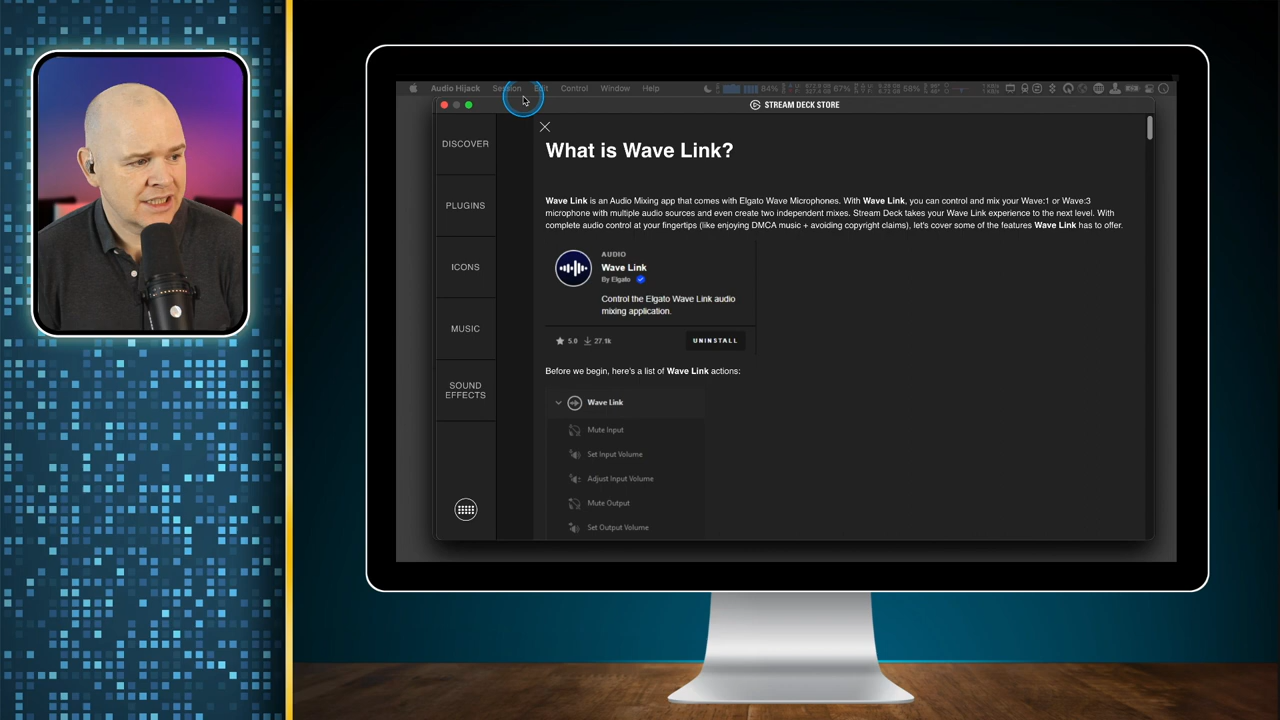 Audio Hijack Session Edit Control Window Help
STREAM DECK STORE
DISCOVER
PLUGINS
ICONS
MUSIC
SOUND
EFFECTS
What is Wave Link?
Wave Link is an Audio Mixing app that comes with Elgato Wave Microphones. With Wave Link, you can control and mix your Wave:1 or Wave:3
microphone with multiple audio sources and even create two independent mixes. Stream Deck takes your Wave Link experience to the next level. With
complete audio control at your fingertips (like enjoying DMCA music + avoiding copyright claims), let's cover some of the features Wave Link has to offer.
AUDIO
Wave Link
By Elgato
Control the Elgato Wave Link audio
mixing application.
5.0 27.1k UNINSTALL
Before we begin, here's a list of Wave Link actions:
Wave Link
Mute Input
Set Input Volume
Adjust Input Volume
Mute Output
Set Output Volume